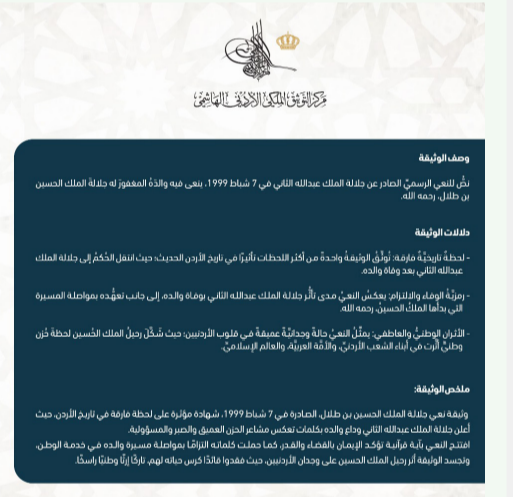 مركز التوثيق الملكي الأردني الهاشمي
وصف الوثيقة
نصُّ للنعي الرسميِّ الصادر عن جلالة الملك عبدالله الثاني في 7 شباط 1999، ينعى فيه والدَهُ المغفورَ له جلالةَ الملك الحسين
بن طلال، رحمه الله.
دلالات الوثيقة
- لحظةٌ تاريخيَّةٌ فارقة: تُوثِّقُ الوثيقةُ واحدةً من أكثر اللحظات تأثيرًا في تاريخ الأردن الحديث؛ حيث انتقل الحُكمُ إلى جلالة الملك
عبدالله الثاني بعد وفاة والده.
- رمزيَّةُ الوفاء والالتزام: يعكسُ النعيُ مدى تأثُّر جلالة الملك عبدالله الثاني بوفاة والده، إلى جانب تعهُّده بمواصلة المسيرة
التي بدأها الملكُ الحسينُ، رحمه الله.
- الأثران الوطنيُّ والعاطفي: يمثِّلُ النعيُ حالةً وجدانيَّةً عميقةً في قلوب الأردنيين؛ حيث شكَّلَ رحيلُ الملك الحُسين لحظةَ حُزن
وطنيٍّ أثَّرت في أبناء الشعب الأردنيِّ، والأمَّة العربيَّة، والعالم الإسلاميِّ.
ملخص الوثيقة:
وثيقة نعي جلالة الملك الحسين بن طلال، الصادرة في 7 شباط 1999، شهادة مؤثرة على لحظة فارقة في تاريخ الأردن، حيث
أعلن جلالة الملك عبدالله الثاني وداع والده بكلمات تعكس مشاعر الحزن العميق والصبر والمسؤولية.
افتتح النعي بآية قرآنية تؤكد الإيمان بالقضاء والقدر، كما حملت كلماته التزامًا بمواصلة مسيرة والده في خدمة الوطن.
وتجسد الوثيقة أثر رحيل الملك الحسين على وجدان الأردنيين، حيث فقدوا قائدًا كرس حياته لهم، تاركًا إرثًا وطنيًا راسخًا.